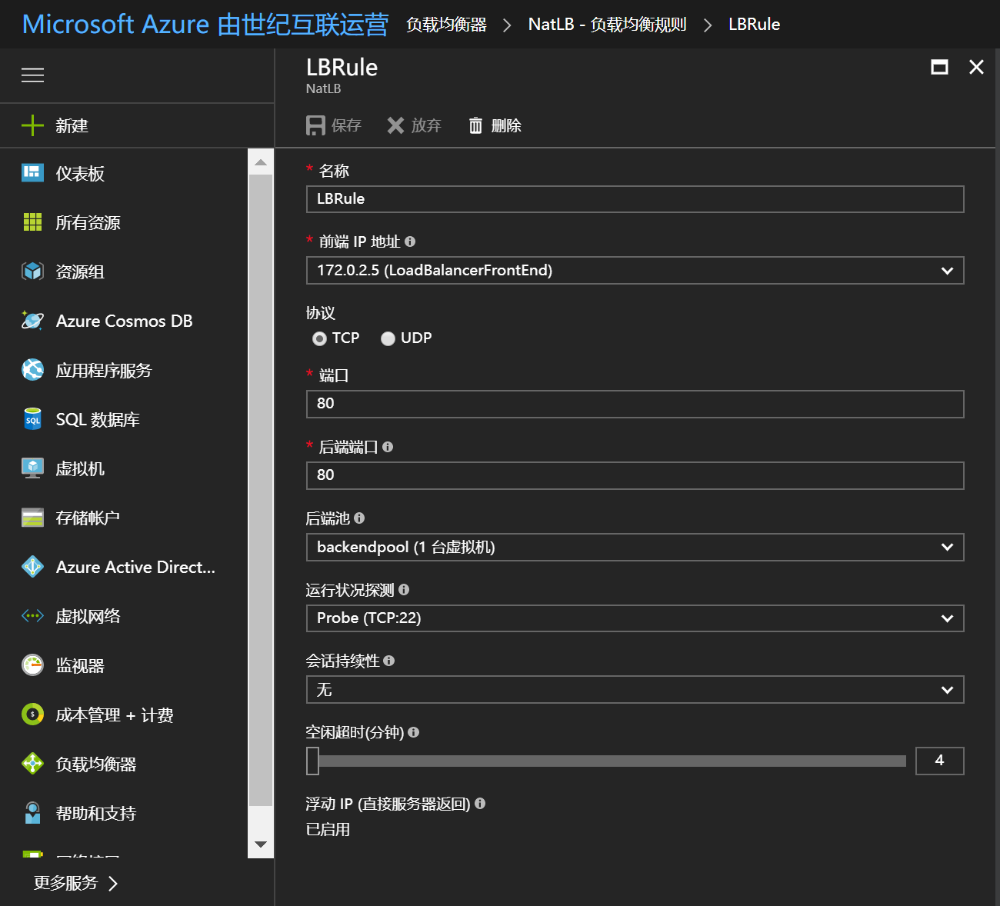 Microsoft Azure 由世纪互联运营 负载均衡器 > NatLB - 负载均衡规则 > LBRule
新建
仪表板
所有资源
资源组
Azure Cosmos DB
应用程序服务
SQL 数据库
虚拟机
存储帐户
Azure Active Direct...
虚拟网络
监视器
成本管理 + 计费
负载均衡器
帮助和支持
更多服务 >
LBRule
NatLB
保存 放弃 删除
* 名称
LBRule
* 前端 IP 地址
172.0.2.5 (LoadBalancerFrontEnd)
协议
TCP UDP
* 端口
80
* 后端端口
80
后端池
backendpool (1 台虚拟机)
运行状况探测
Probe (TCP:22)
会话持续性
无
空闲超时(分钟)
4
浮动 IP (直接服务器返回)
已启用